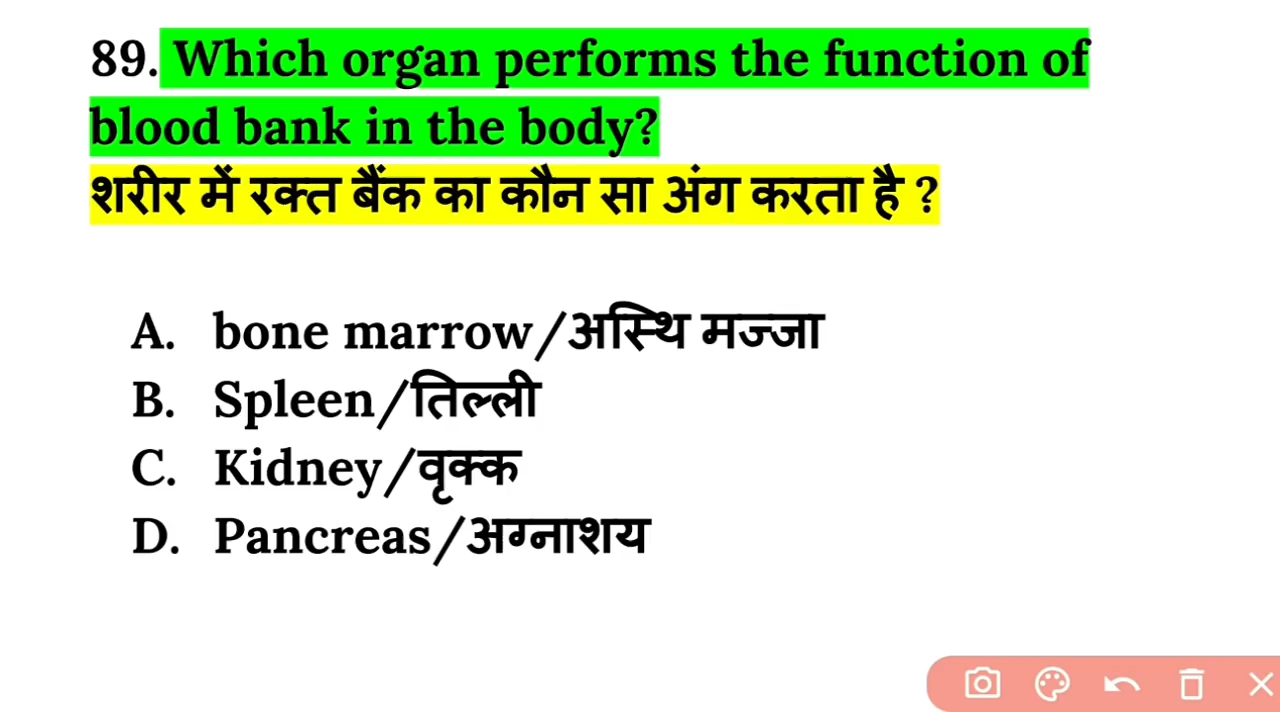 89. Which organ performs the function of
blood bank in the body?
शरीर में रक्त बैंक का कौन सा अंग करता है ?
A. bone marrow/अस्थि मज्जा
B. Spleen/तिल्ली
C. Kidney/वृक्क
D. Pancreas/अग्नाशय